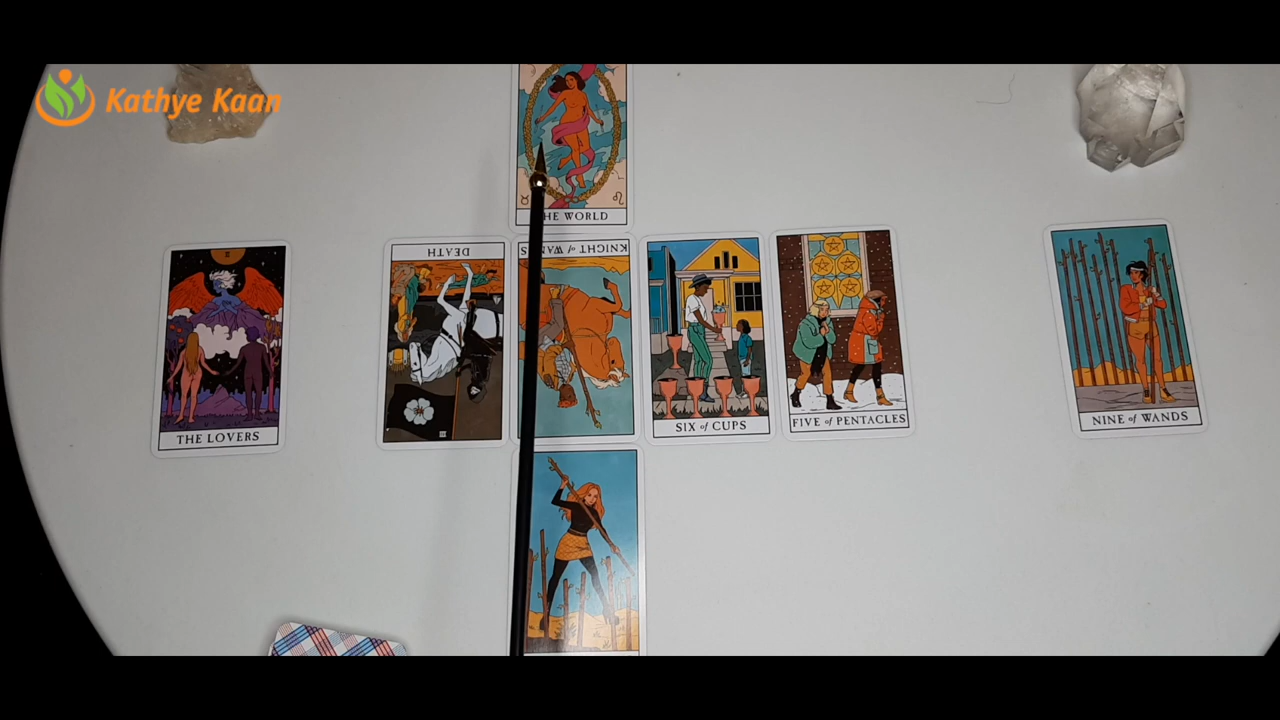 Kathye Kaan
THE WORLD
DEATH
KNIGHT of WANDS
THE LOVERS
SIX of CUPS
FIVE of PENTACLES
NINE of WANDS
III